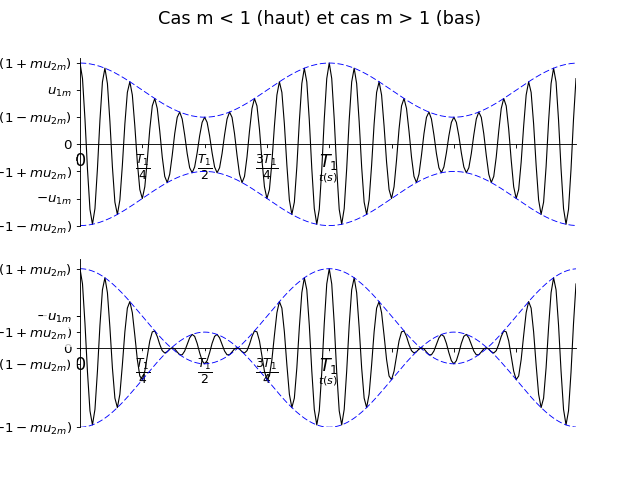 Cas m < 1 (haut) et cas m > 1 (bas)
(1 + mu₂ₘ)
u₁ₘ
(1 − mu₂ₘ)
0
0 T₁/4 T₁/2 3T₁/4 T₁
−1 + mu₂ₘ)
t(s)
−u₁ₘ
−1 − mu₂ₘ)
(1 + mu₂ₘ)
u₁ₘ
−1 + mu₂ₘ)
0
0 T₁/4 T₁/2 3T₁/4 T₁
(1 − mu₂ₘ)
t(s)
−1 − mu₂ₘ)